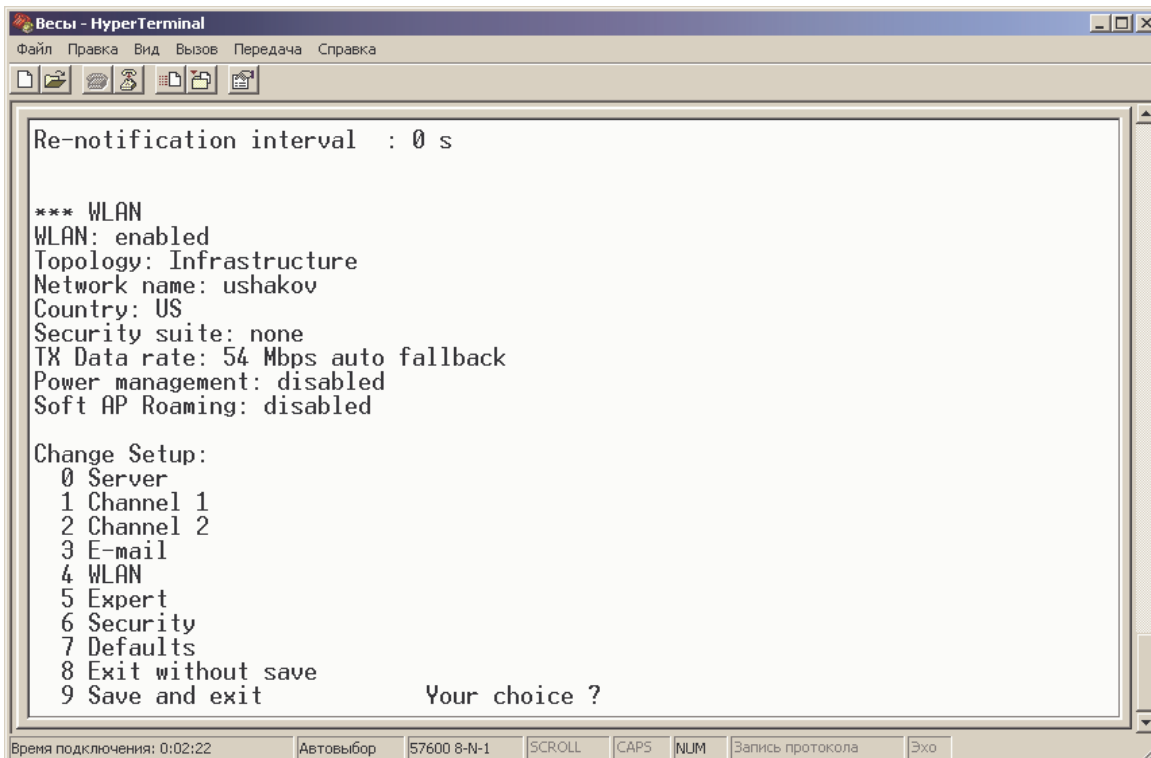 Весы - HyperTerminal
Файл Правка Вид Вызов Передача Справка
Re-notification interval  : 0 s
*** WLAN
WLAN: enabled
Topology: Infrastructure
Network name: ushakov
Country: US
Security suite: none
TX Data rate: 54 Mbps auto fallback
Power management: disabled
Soft AP Roaming: disabled
Change Setup:
0 Server
1 Channel 1
2 Channel 2
3 E-mail
4 WLAN
5 Expert
6 Security
7 Defaults
8 Exit without save
9 Save and exit Your choice ?
Время подключения: 0:02:22 Автовыбор 57600 8-N-1 SCROLL CAPS NUM Запись протокола Эхо